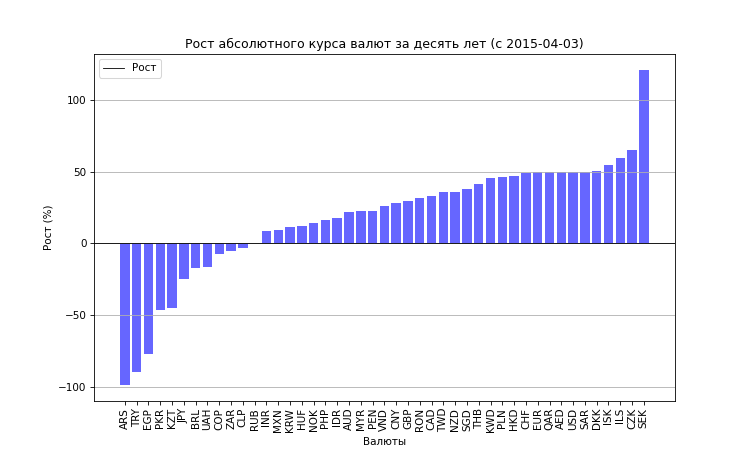 Рост абсолютного курса валют за десять лет (с 2015-04-03)
Рост
100
50
0
−50
−100
Рост (%)
ARS TRY EGP PKR KZT JPY BRL UAH COP ZAR CLP RUB INR MXN KRW HUF NOK PHP IDR AUD MYR PEN VND CNY GBP RON CAD TWD NZD SGD THB KWD PLN HKD CHF EUR QAR AED USD SAR DKK ISK ILS CZK SEK
Валюты